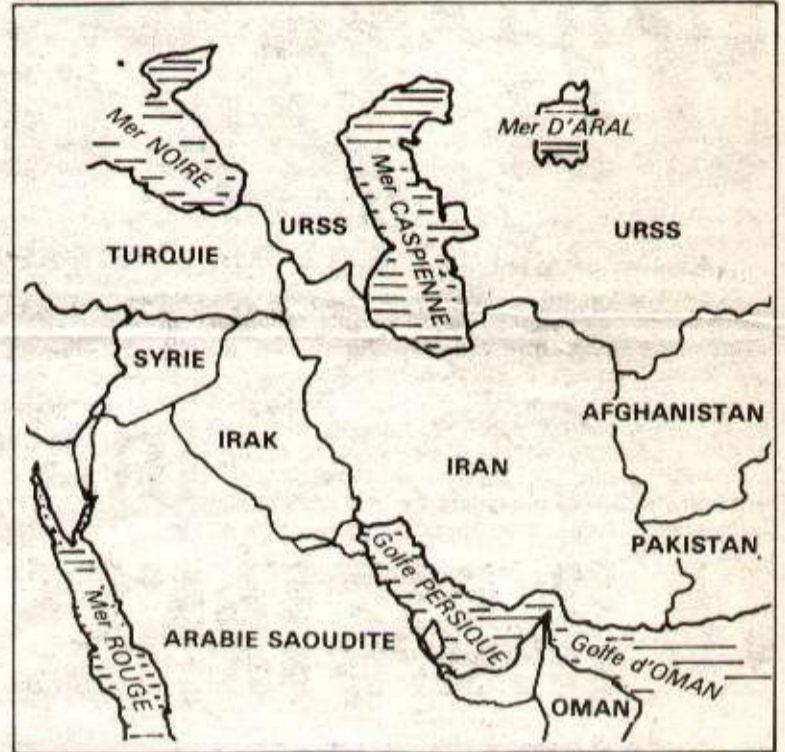 Mer NOIRE
Mer CASPIENNE
Mer D'ARAL
TURQUIE
URSS
URSS
SYRIE
IRAK
IRAN
AFGHANISTAN
PAKISTAN
Mer ROUGE
ARABIE SAOUDITE
Golfe PERSIQUE
Golfe d'OMAN
OMAN